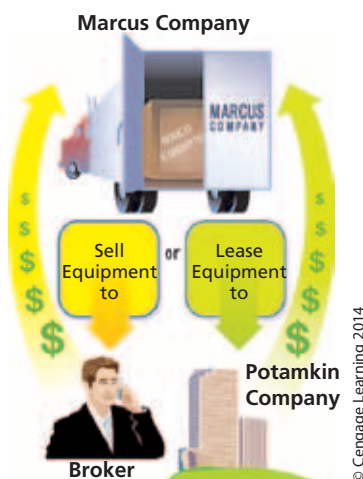 Marcus Company
MARCUS
COMPANY
Sell
Equipment
to
or
Lease
Equipment
to
$
$
$
$
$
$
$
$
$
$
Potamkin
Company
Broker
© Cengage Learning 2014